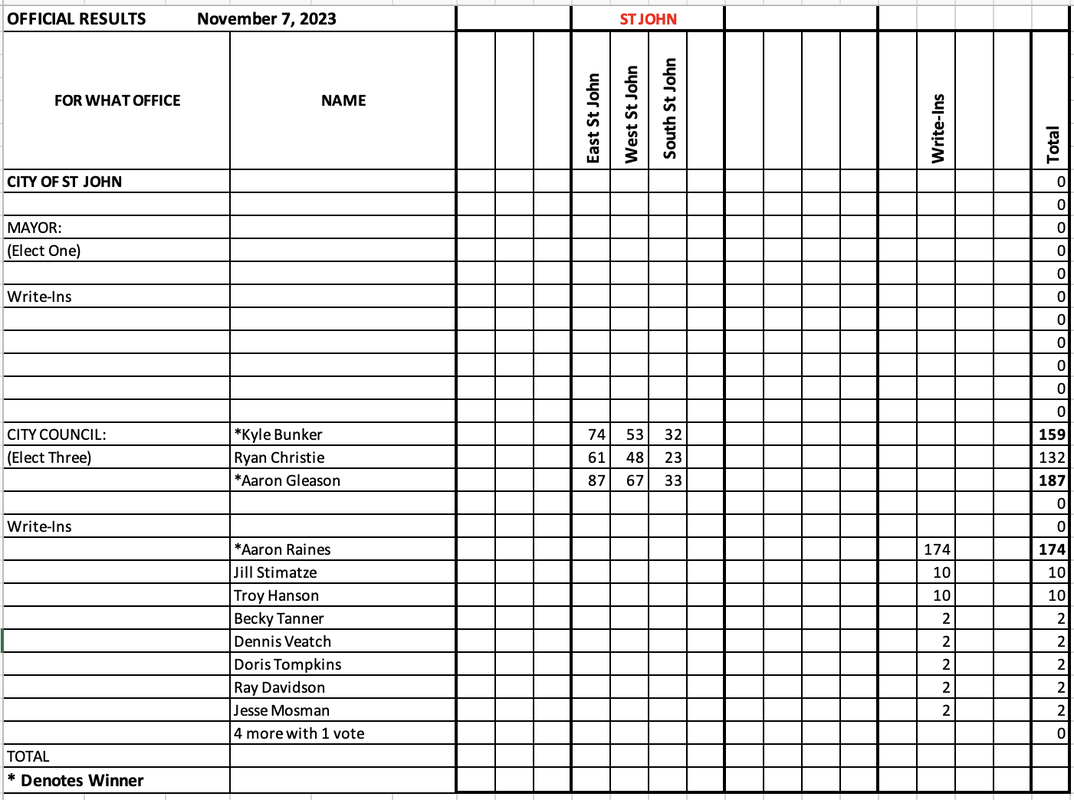 OFFICIAL RESULTS November 7, 2023 ST JOHN
FOR WHAT OFFICE NAME East St John West St John South St John Write-Ins Total
CITY OF ST JOHN 0
0
MAYOR: 0
(Elect One) 0
0
Write-Ins 0
0
0
0
0
0
CITY COUNCIL: *Kyle Bunker 74 53 32 159
(Elect Three) Ryan Christie 61 48 23 132
*Aaron Gleason 87 67 33 187
0
Write-Ins 0
*Aaron Raines 174 174
Jill Stimatze 10 10
Troy Hanson 10 10
Becky Tanner 2 2
Dennis Veatch 2 2
Doris Tompkins 2 2
Ray Davidson 2 2
Jesse Mosman 2 2
4 more with 1 vote 0
TOTAL
* Denotes Winner